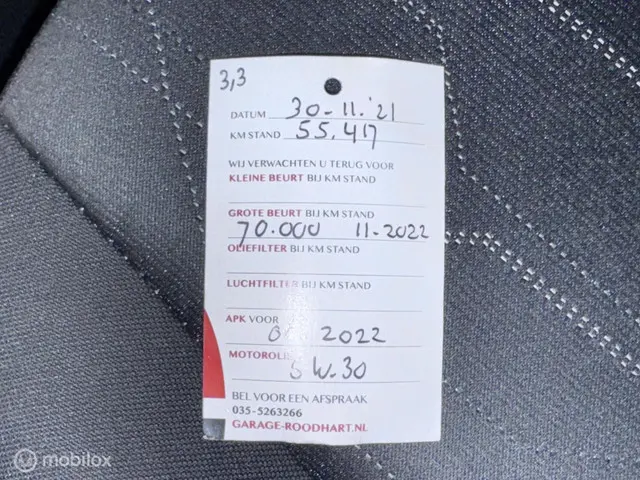 3,3
DATUM 30-11.'21
KM STAND 55.417
WIJ VERWACHTEN U TERUG VOOR
KLEINE BEURT BIJ KM STAND
GROTE BEURT BIJ KM STAND
70.000 11-2022
OLIEFILTER BIJ KM STAND
LUCHTFILTER BIJ KM STAND
APK VOOR
2022
MOTOROLIE
5W.30
BEL VOOR EEN AFSPRAAK
035-5263266
GARAGE-ROODHART.NL
mobilox